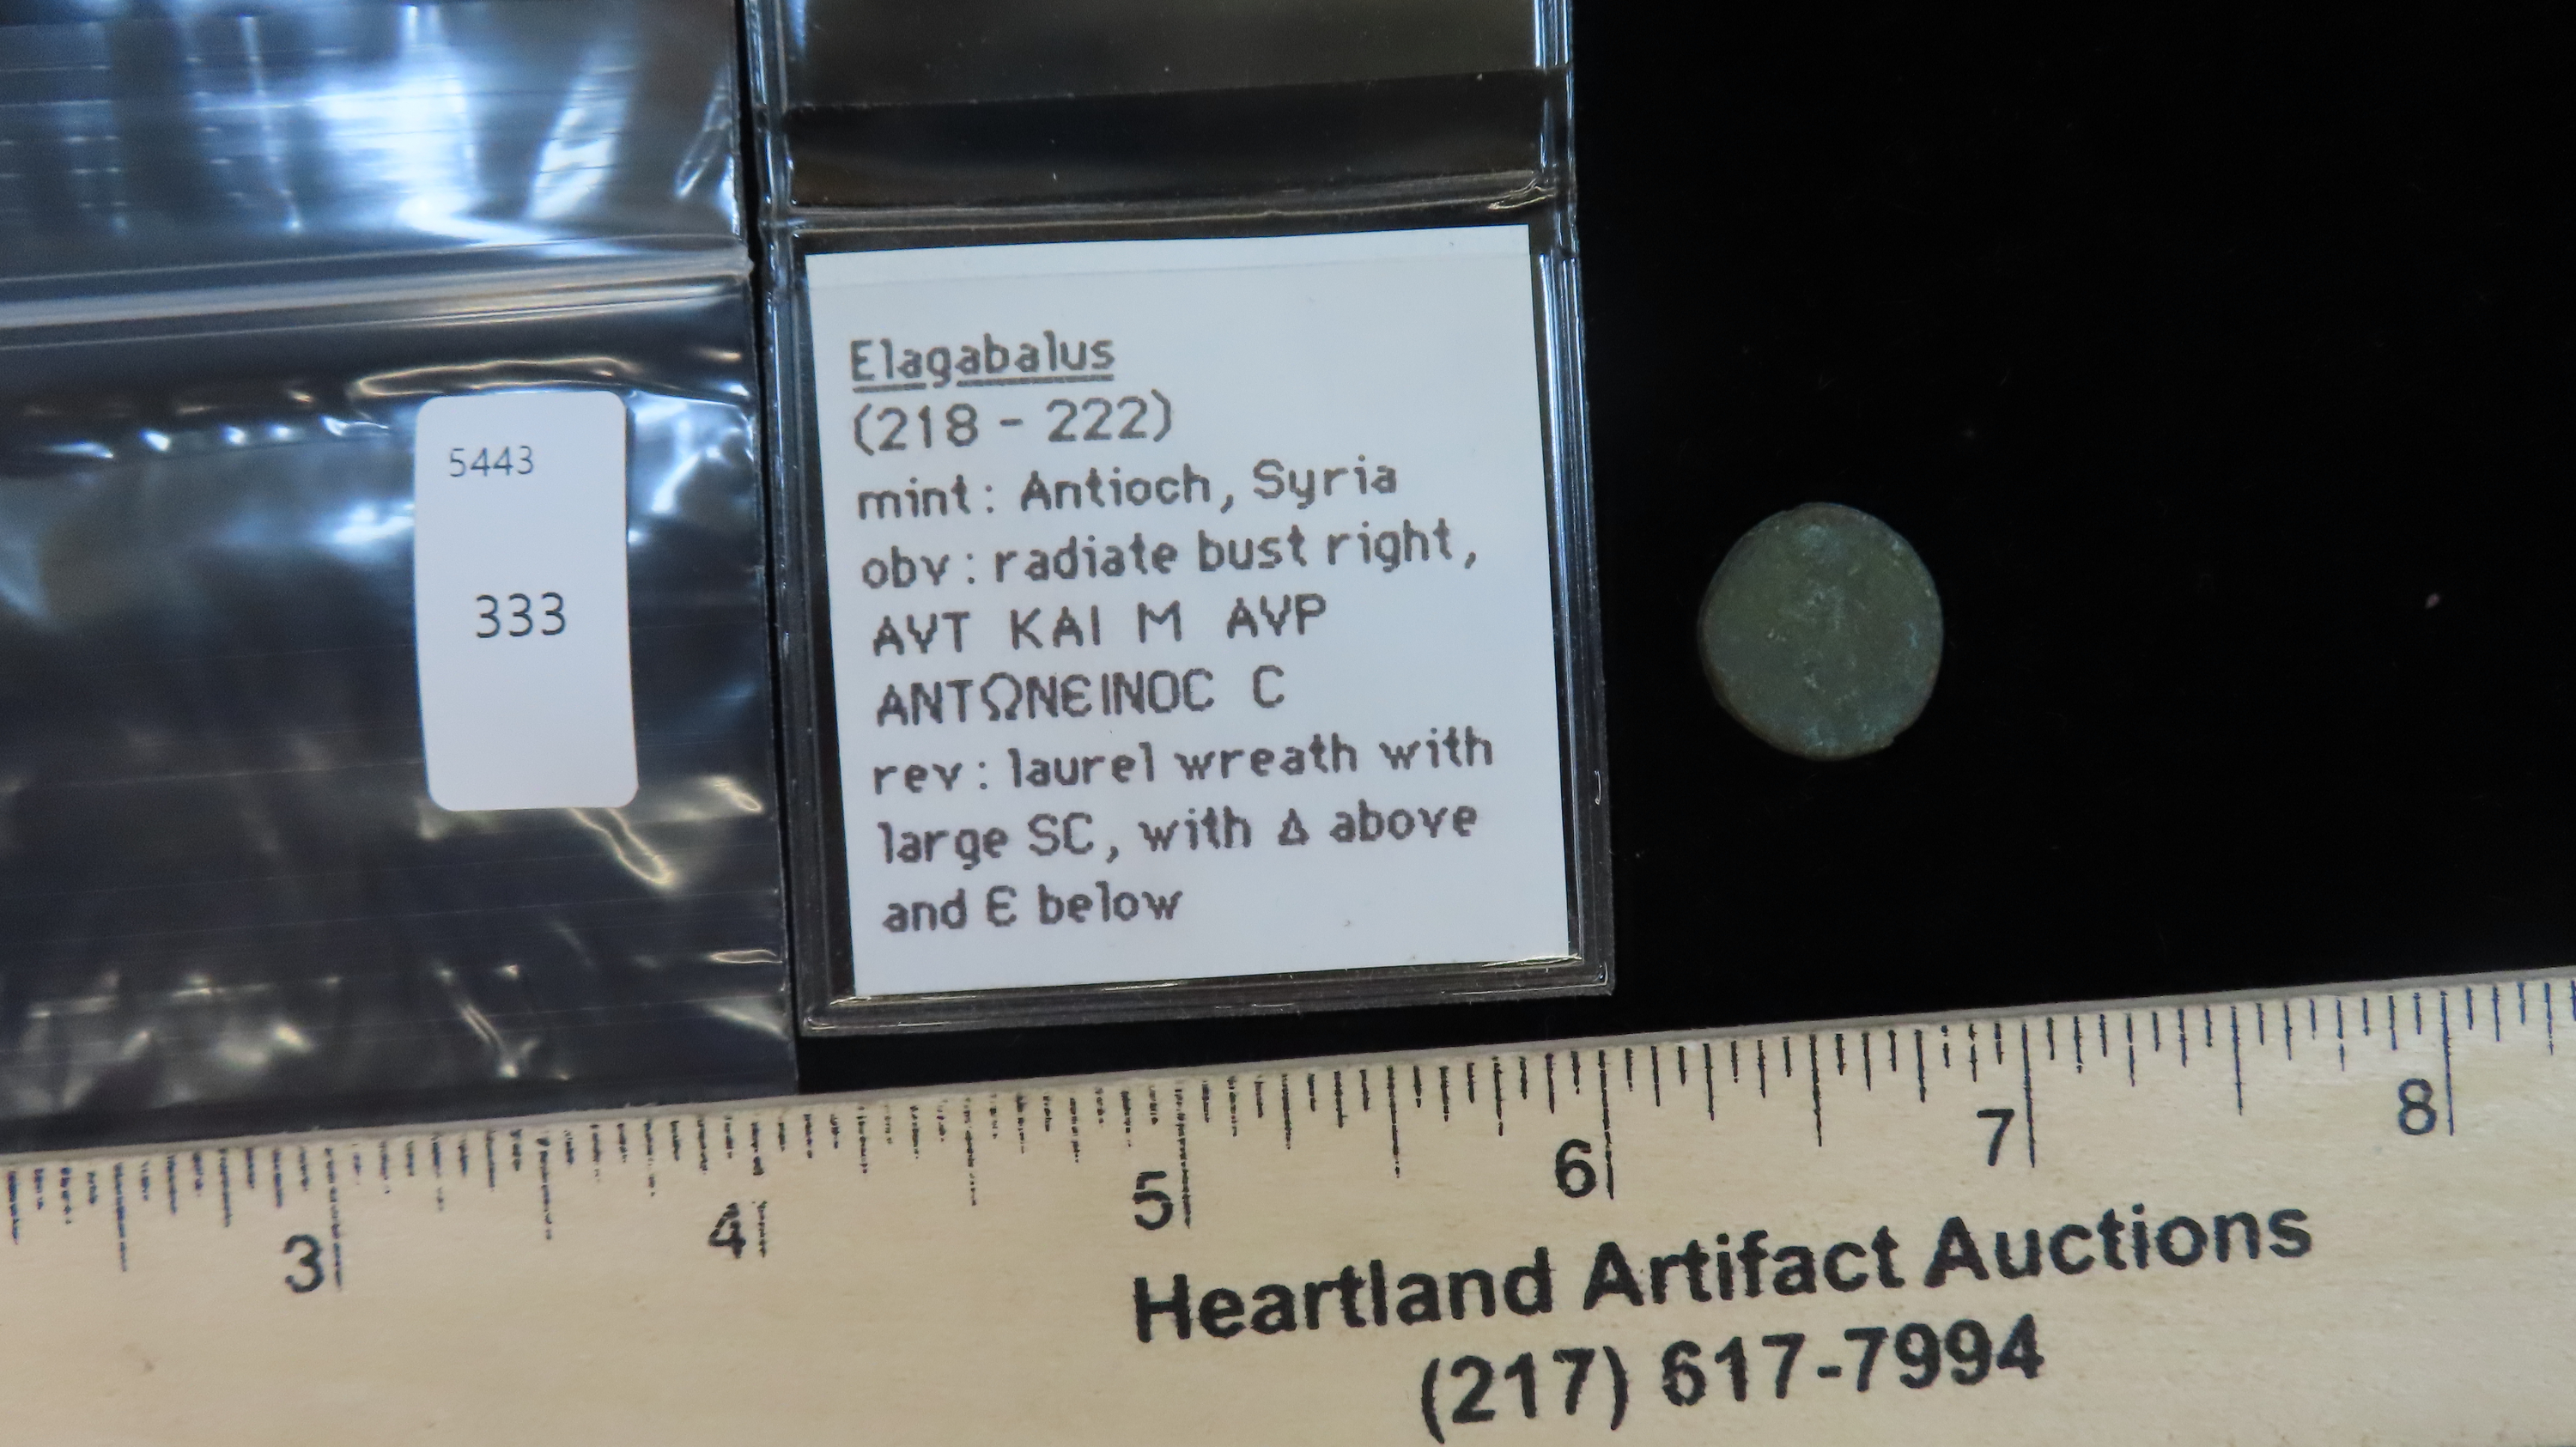 5443
333
Elagabalus
(218 - 222)
mint: Antioch, Syria
obv: radiate bust right,
AVT KAI M AVP
ANTΩNЄINOC C
rev: laurel wreath with
large SC, with Δ above
and Є below
3
4
5
6
7
8
Heartland Artifact Auctions
(217) 617-7994